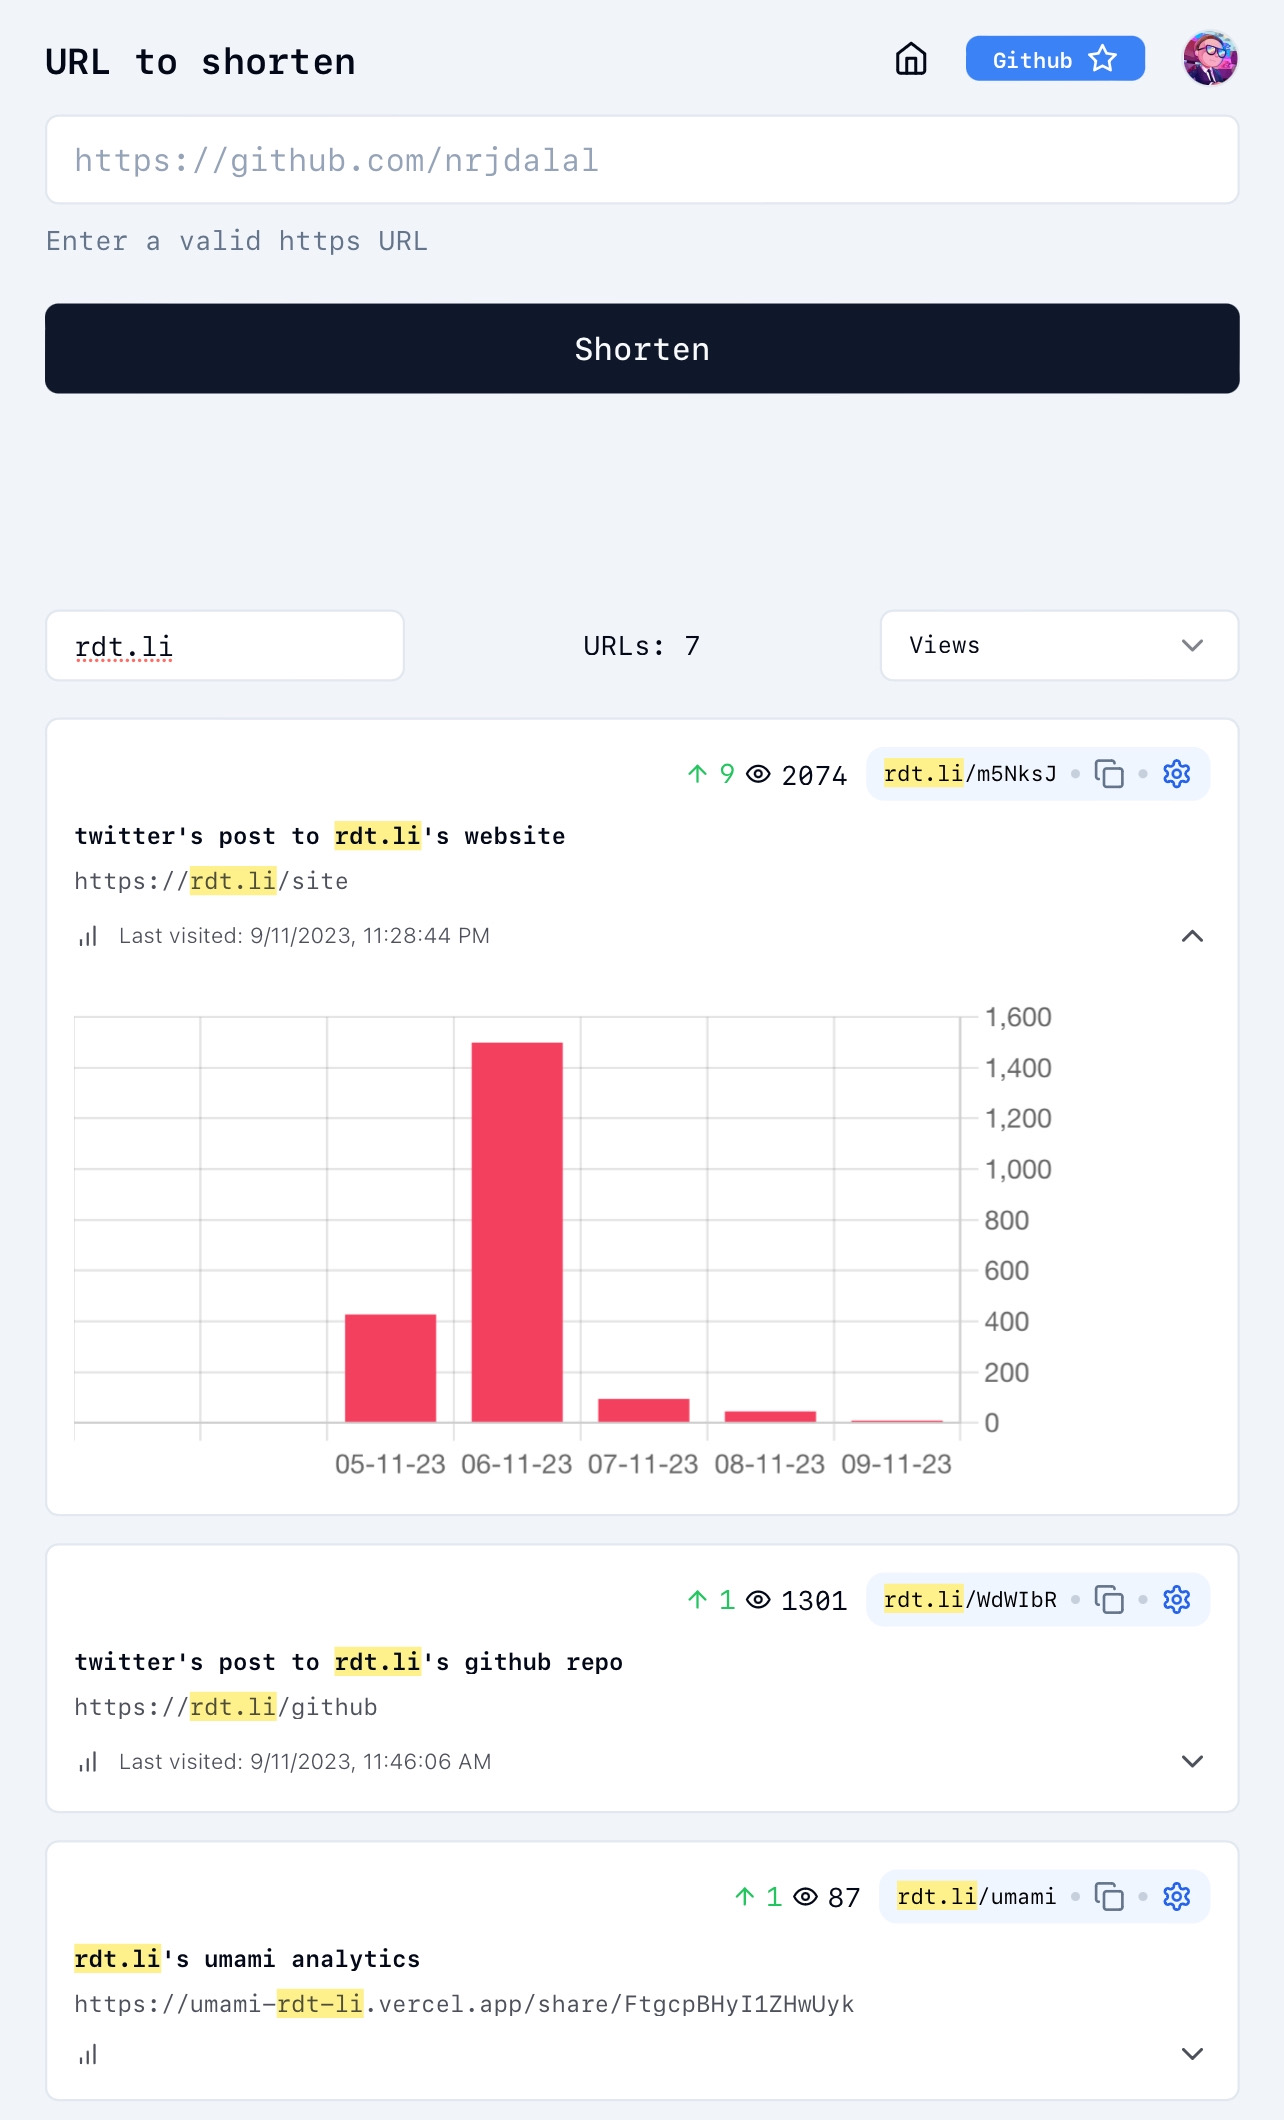 URL to shorten
Github
https://github.com/nrjdalal
Enter a valid https URL
Shorten
rdt.li
URLs: 7
Views
9 2074 rdt.li/m5NksJ
twitter's post to rdt.li's website
https://rdt.li/site
Last visited: 9/11/2023, 11:28:44 PM
1,600
1,400
1,200
1,000
800
600
400
200
0
05-11-23 06-11-23 07-11-23 08-11-23 09-11-23
1 1301 rdt.li/WdWIbR
twitter's post to rdt.li's github repo
https://rdt.li/github
Last visited: 9/11/2023, 11:46:06 AM
1 87 rdt.li/umami
rdt.li's umami analytics
https://umami-rdt-li.vercel.app/share/FtgcpBHyI1ZHwUyk